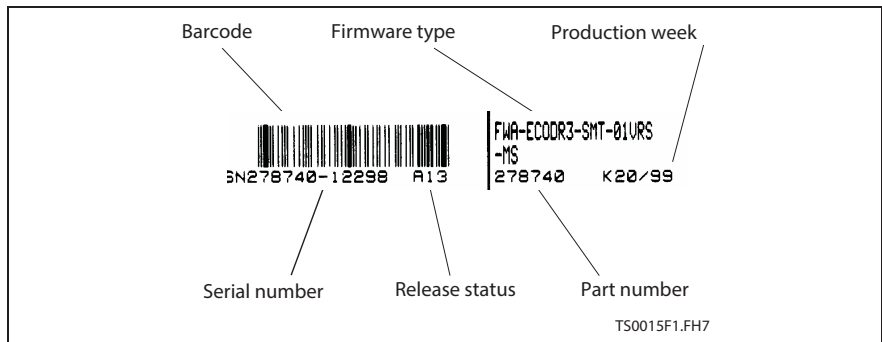 Barcode Firmware type Production week
FWA-ECODR3-SMT-01VRS
-MS
SN278740-12298 A13 278740 K20/99
Serial number Release status Part number
TS0015F1.FH7